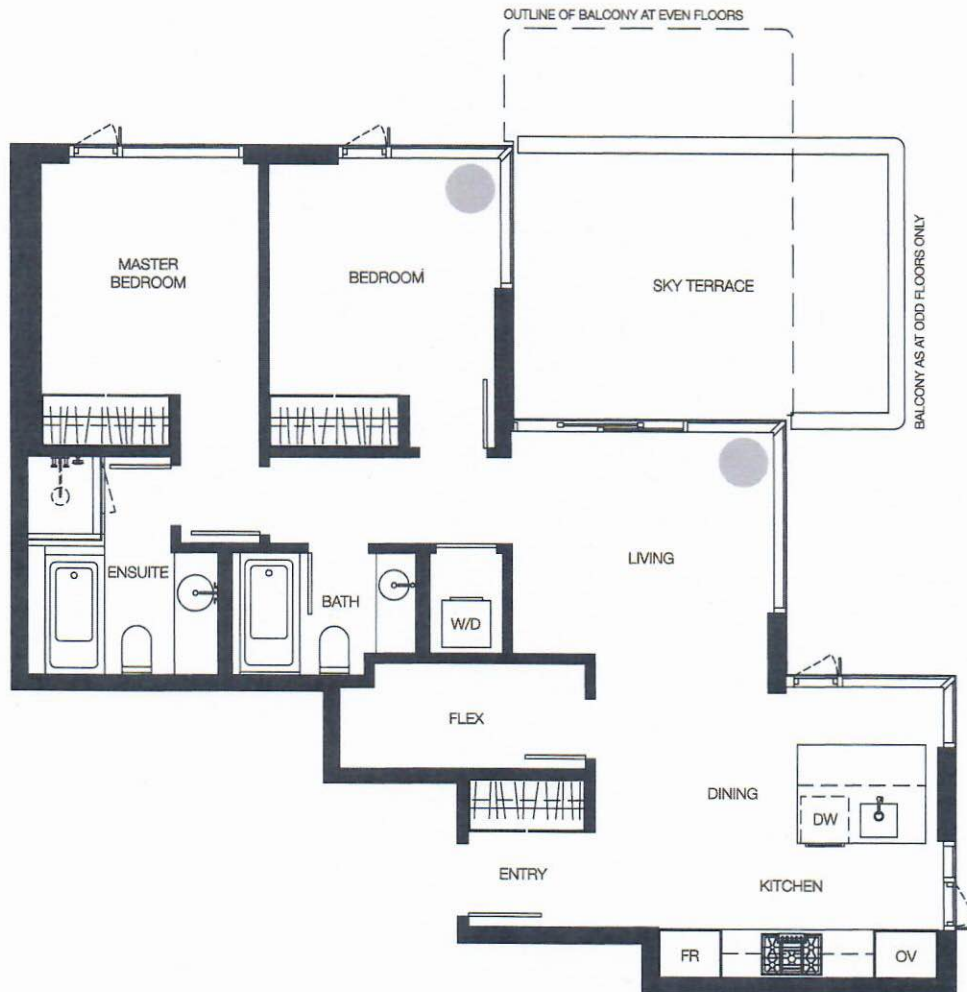 OUTLINE OF BALCONY AT EVEN FLOORS
MASTER
BEDROOM
BEDROOM
SKY TERRACE
BALCONY AS AT ODD FLOORS ONLY
LIVING
ENSUITE
BATH
W/D
FLEX
DINING
DW
ENTRY
KITCHEN
FR
OV